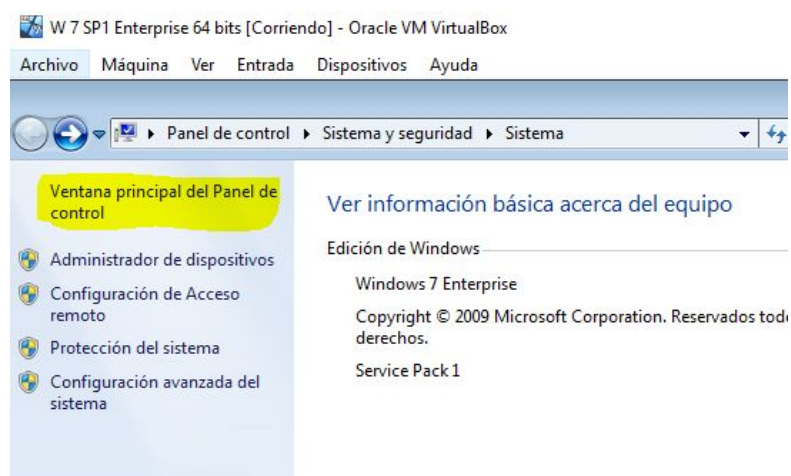 W 7 SP1 Enterprise 64 bits [Corriendo] - Oracle VM VirtualBox
Archivo Máquina Ver Entrada Dispositivos Ayuda
Panel de control Sistema y seguridad Sistema
Ventana principal del Panel de
control
Administrador de dispositivos
Configuración de Acceso
remoto
Protección del sistema
Configuración avanzada del
sistema
Ver información básica acerca del equipo
Edición de Windows
Windows 7 Enterprise
Copyright © 2009 Microsoft Corporation. Reservados
derechos.
Service Pack 1